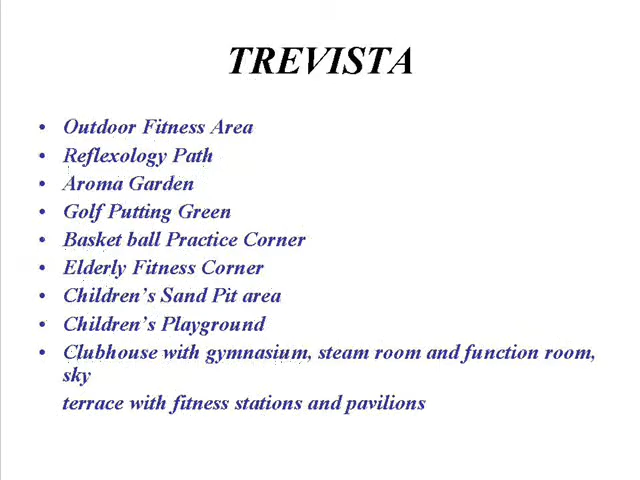 TREVISTA
• Outdoor Fitness Area
• Reflexology Path
• Aroma Garden
• Golf Putting Green
• Basket ball Practice Corner
• Elderly Fitness Corner
• Children’s Sand Pit area
• Children’s Playground
• Clubhouse with gymnasium, steam room and function room,
sky
terrace with fitness stations and pavilions